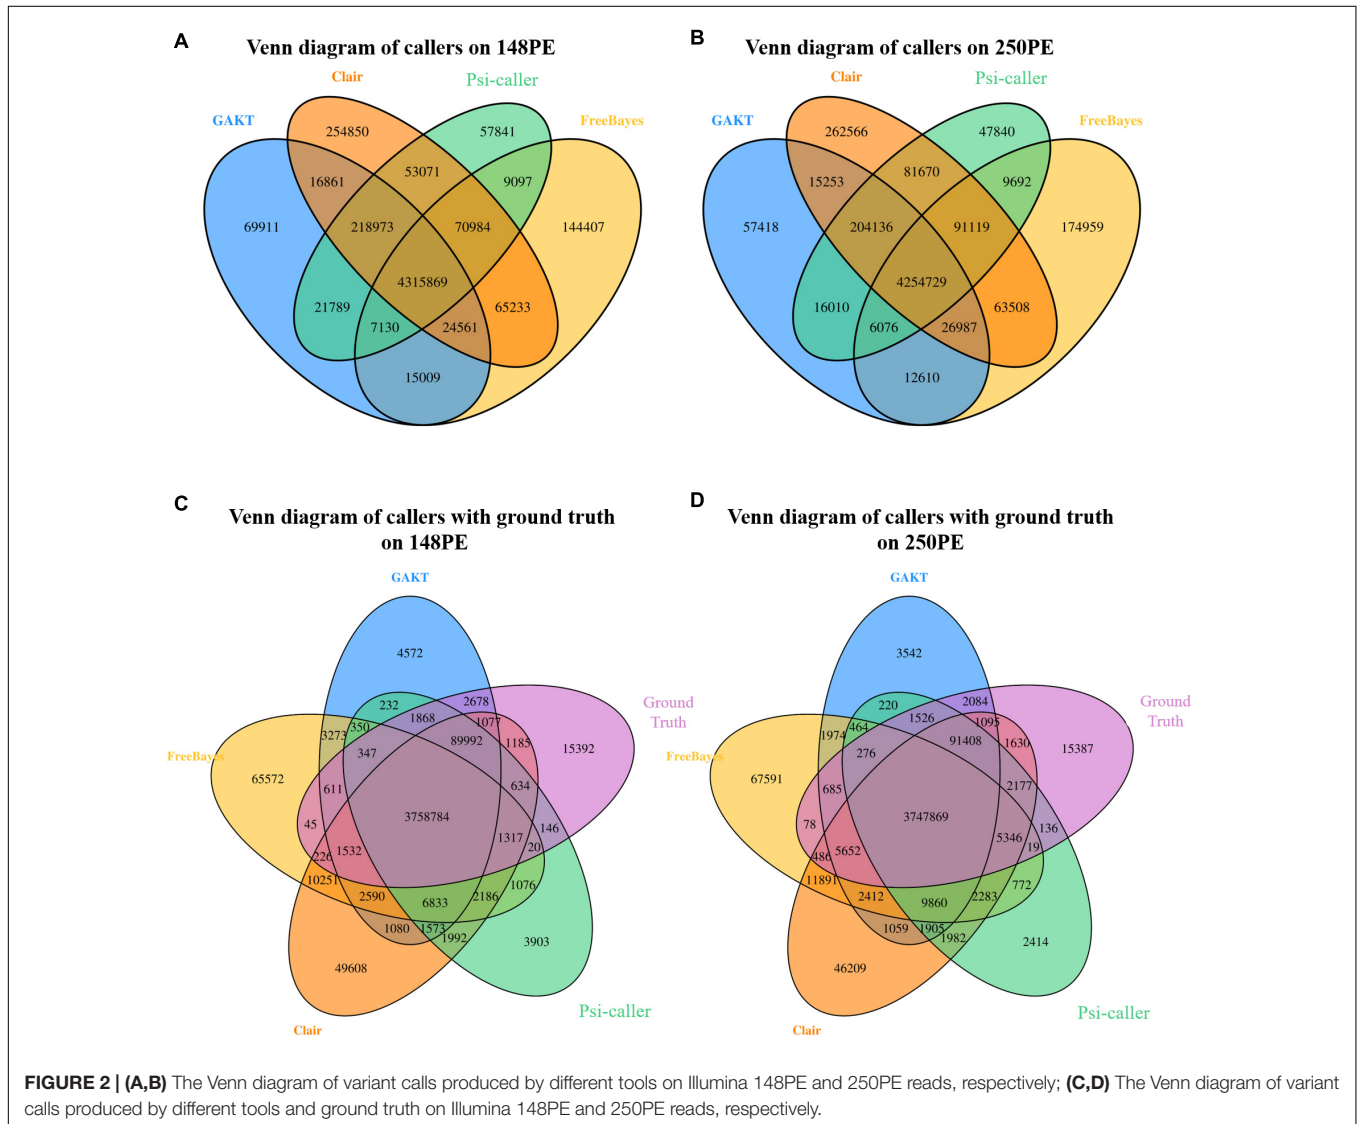 A
Venn diagram of callers on 148PE
Clair
Psi-caller
GAKT
FreeBayes
254850
57841
16861
53071
9097
69911
218973
70984
144407
4315869
21789
65233
7130
24561
15009
B
Venn diagram of callers on 250PE
Clair
Psi-caller
GAKT
FreeBayes
262566
47840
15253
81670
9692
57418
204136
91119
174959
4254729
16010
63508
6076
26987
12610
C
Venn diagram of callers with ground truth
on 148PE
GAKT
4572
Ground
Truth
232
2678
1868
1077
350
3273
347
89992
1185
15392
FreeBayes
65572
611
634
3758784
45
146
1317
20
226
1532
10251
1076
2590
6833
2186
1080
1573
1992
3903
49608
Psi-caller
Clair
D
Venn diagram of callers with ground truth
on 250PE
GAKT
3542
Ground
Truth
220
2084
1526
1095
464
1974
276
91408
1630
15387
FreeBayes
67591
685
2177
3747869
78
136
5346
19
486
5652
11891
772
2412
9860
2283
1059
1905
1982
2414
46209
Psi-caller
Clair
FIGURE 2 | (A,B) The Venn diagram of variant calls produced by different tools on Illumina 148PE and 250PE reads, respectively; (C,D) The Venn diagram of variant
calls produced by different tools and ground truth on Illumina 148PE and 250PE reads, respectively.